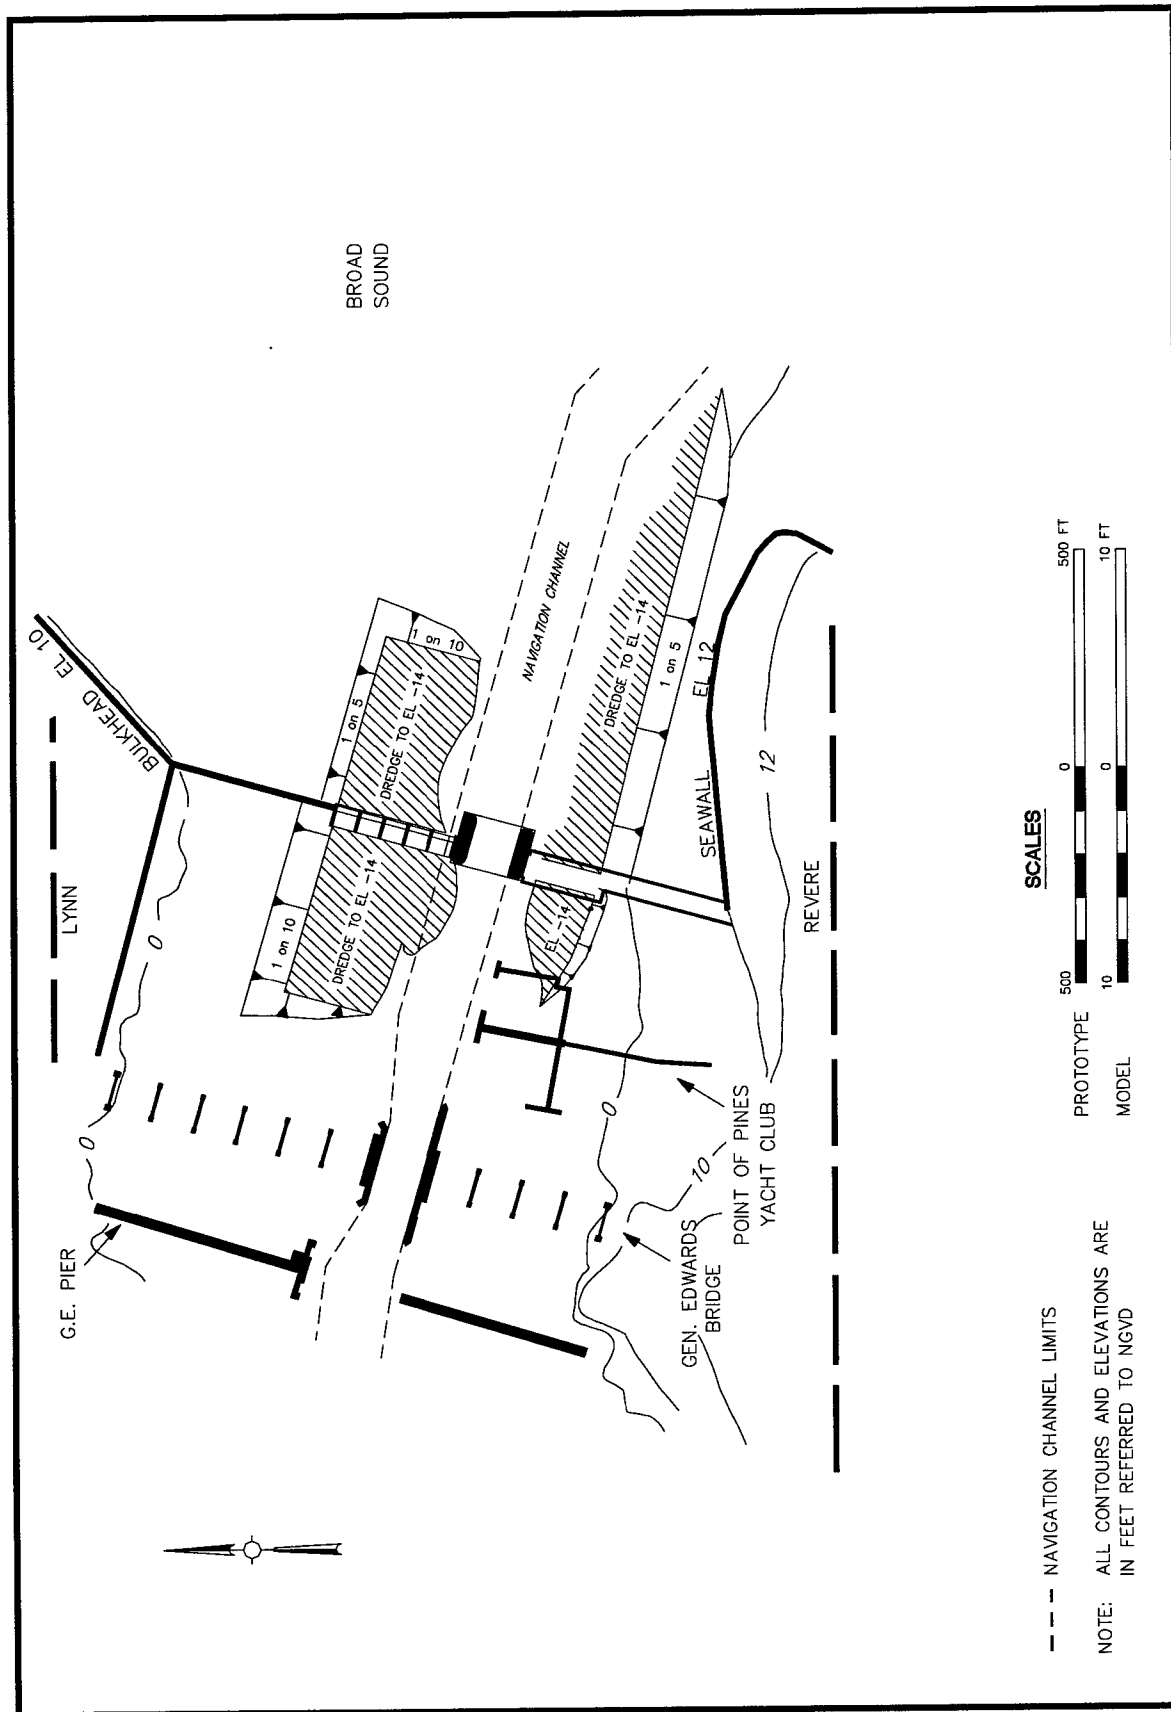 BROAD
SOUND
BULKHEAD EL 10
LYNN
0
0
1 on 5
1 on 10
DREDGE TO EL -14
1 on 10
DREDGE TO EL -14
NAVIGATION CHANNEL
DREDGE TO EL -14
1 on 5
EL -14
SEAWALL EL 12
12
0
10
REVERE
G.E. PIER
GEN. EDWARDS
BRIDGE
POINT OF PINES
YACHT CLUB
SCALES
PROTOTYPE 500 0 500 FT
MODEL 10 0 10 FT
NAVIGATION CHANNEL LIMITS
NOTE: ALL CONTOURS AND ELEVATIONS ARE
IN FEET REFERRED TO NGVD